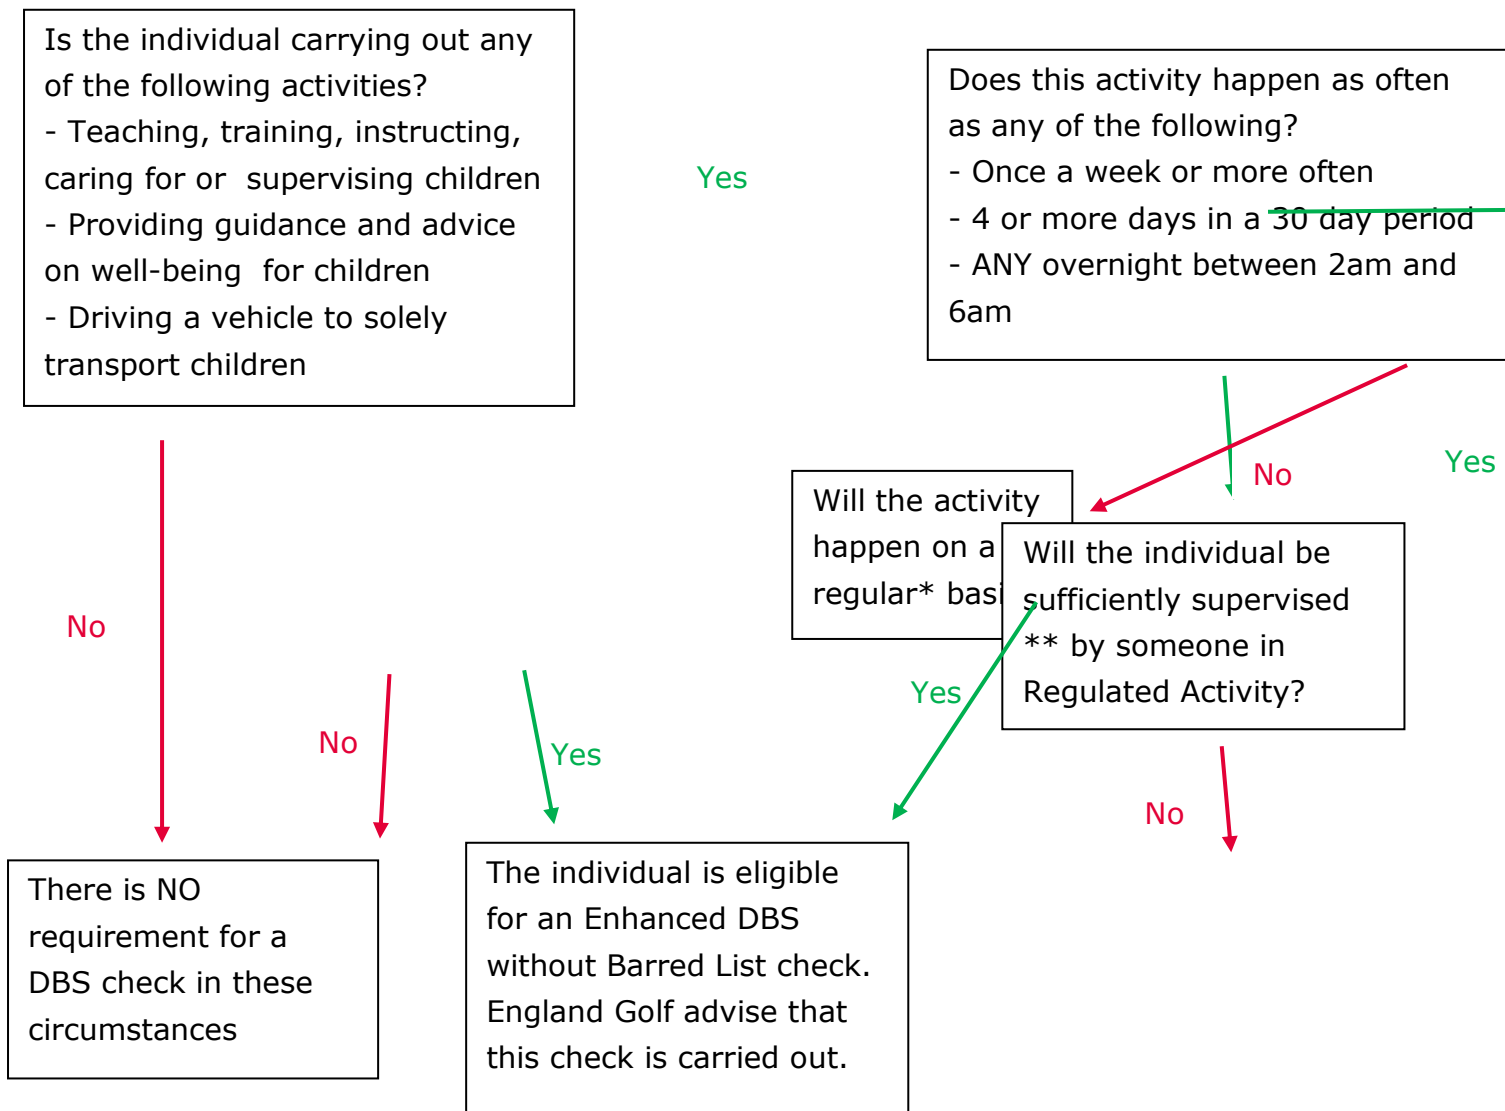 Is the individual carrying out any
of the following activities?
- Teaching, training, instructing,
caring for or supervising children
- Providing guidance and advice
on well-being for children
- Driving a vehicle to solely
transport children
Yes
Does this activity happen as often
as any of the following?
- Once a week or more often
- 4 or more days in a 30 day period
- ANY overnight between 2am and
6am
No
Yes
Will the activity
happen on a
regular*
Will the individual be
sufficiently supervised
** by someone in
Regulated Activity?
No
Yes
No
Yes
No
There is NO
requirement for a
DBS check in these
circumstances
The individual is eligible
for an Enhanced DBS
without Barred List check.
England Golf advise that
this check is carried out.